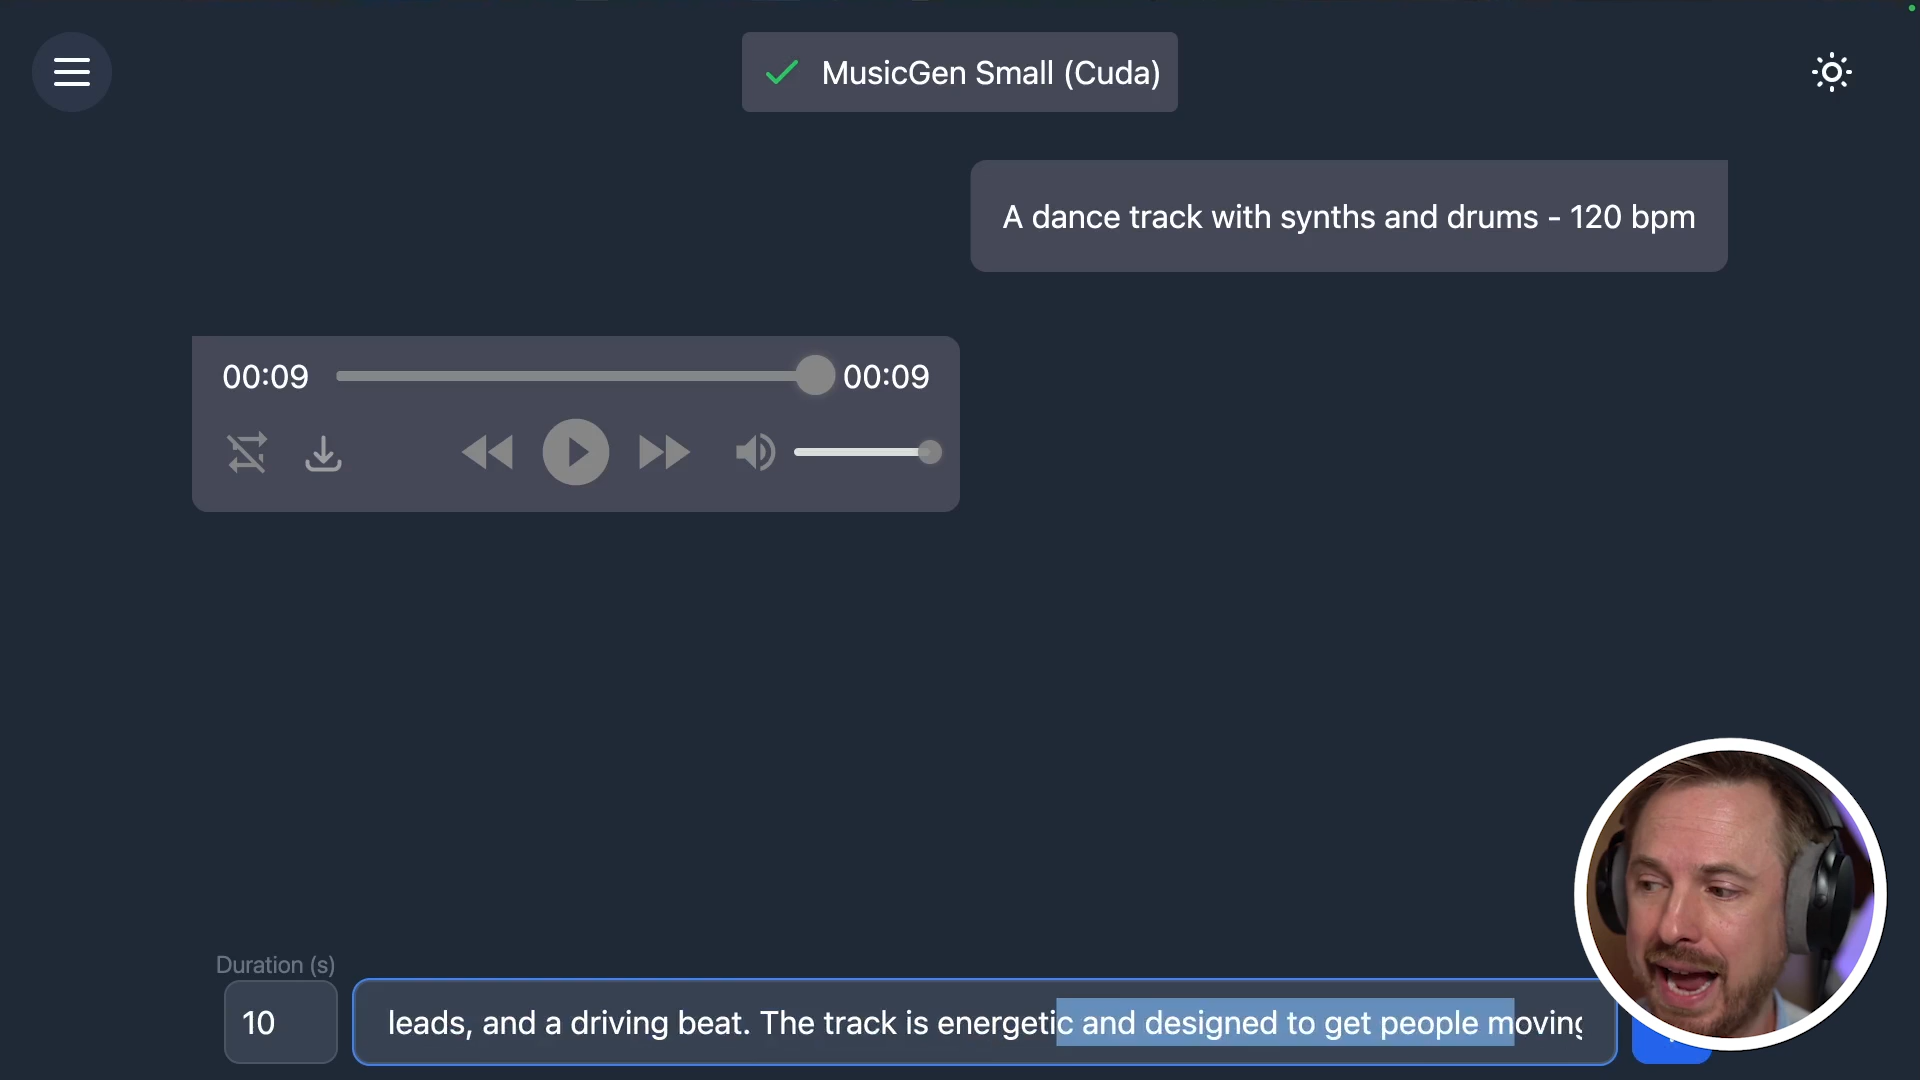 MusicGen Small (Cuda)
A dance track with synths and drums - 120 bpm
00:09 00:09
Duration (s)
10
leads, and a driving beat. The track is energetic and designed to get people moving